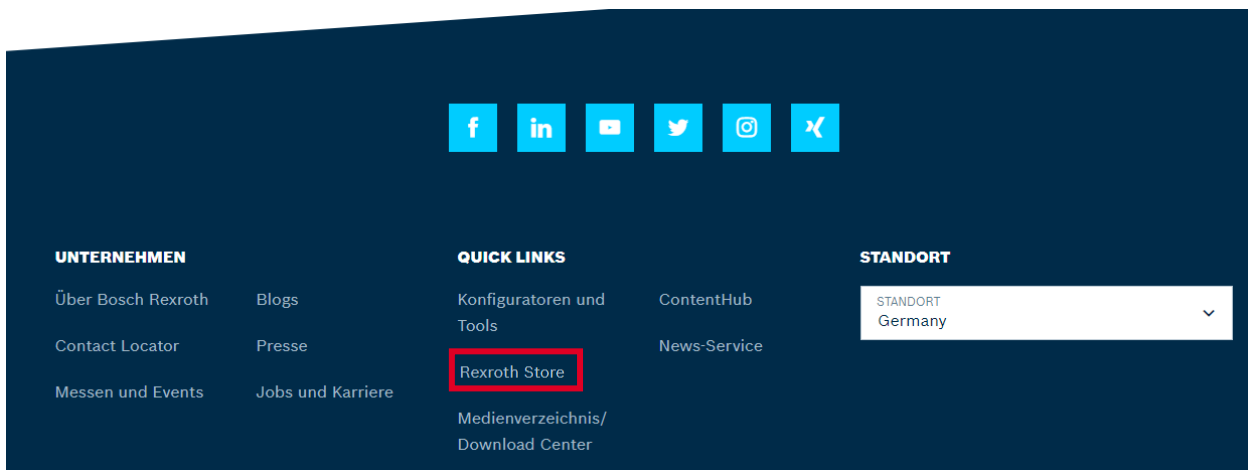 UNTERNEHMEN
Über Bosch Rexroth
Contact Locator
Messen und Events
Blogs
Presse
Jobs und Karriere
QUICK LINKS
Konfiguratoren und
Tools
Rexroth Store
Medienverzeichnis/
Download Center
ContentHub
News-Service
STANDORT
STANDORT
Germany